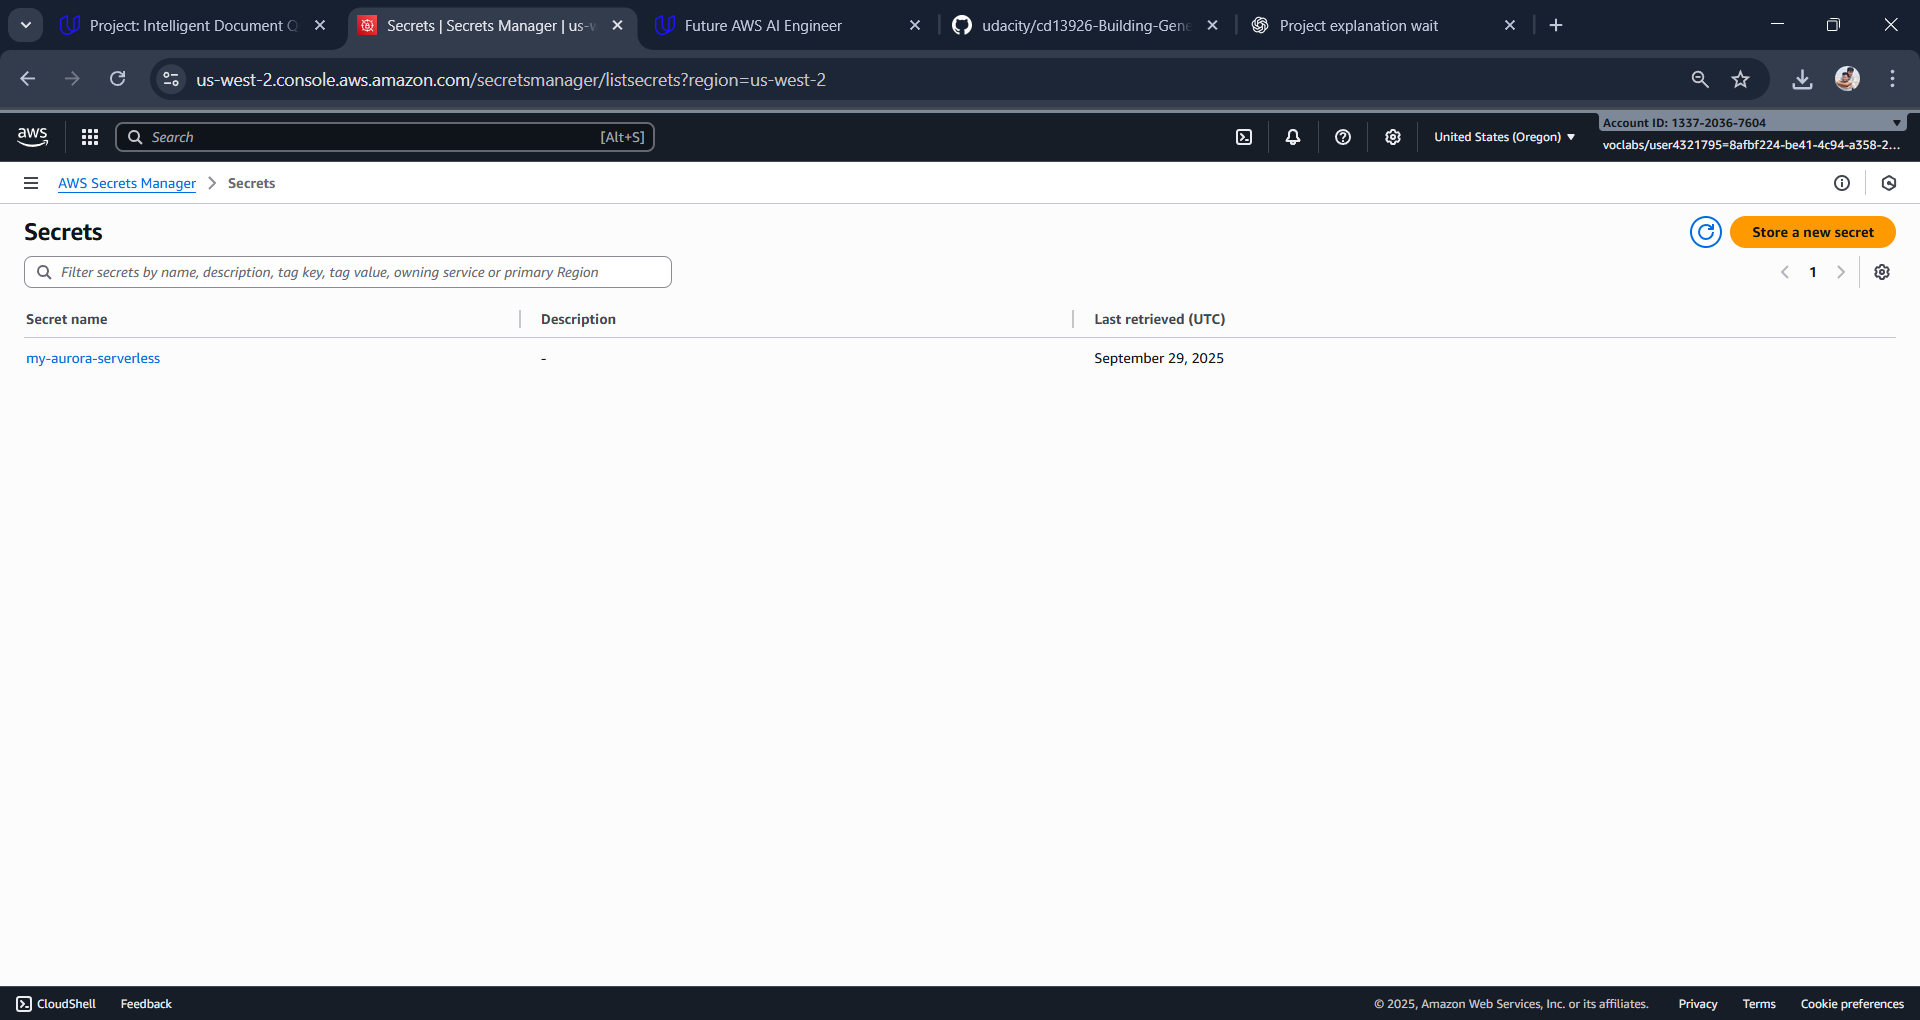 Project: Intelligent Document Q
Secrets | Secrets Manager | us-w
Future AWS AI Engineer
udacity/cd13926-Building-Gene
Project explanation wait
us-west-2.console.aws.amazon.com/secretsmanager/listsecrets?region=us-west-2
aws
Search
[Alt+S]
United States (Oregon)
Account ID: 1337-2036-7604
voclabs/user4321795=8afbf224-be41-4c94-a358-2...
AWS Secrets Manager
Secrets
Secrets
Store a new secret
Filter secrets by name, description, tag key, tag value, owning service or primary Region
1
Secret name
Description
Last retrieved (UTC)
my-aurora-serverless
-
September 29, 2025
CloudShell
Feedback
© 2025, Amazon Web Services, Inc. or its affiliates.
Privacy
Terms
Cookie preferences